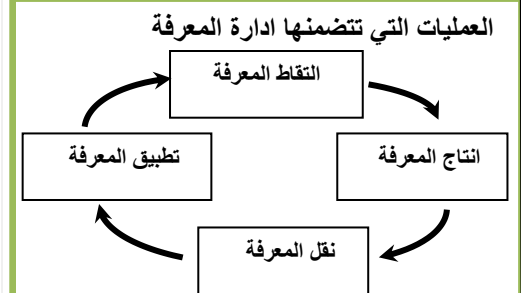 العمليات التي تتضمنها ادارة المعرفة
التقاط المعرفة
انتاج المعرفة
تطبيق المعرفة
نقل المعرفة